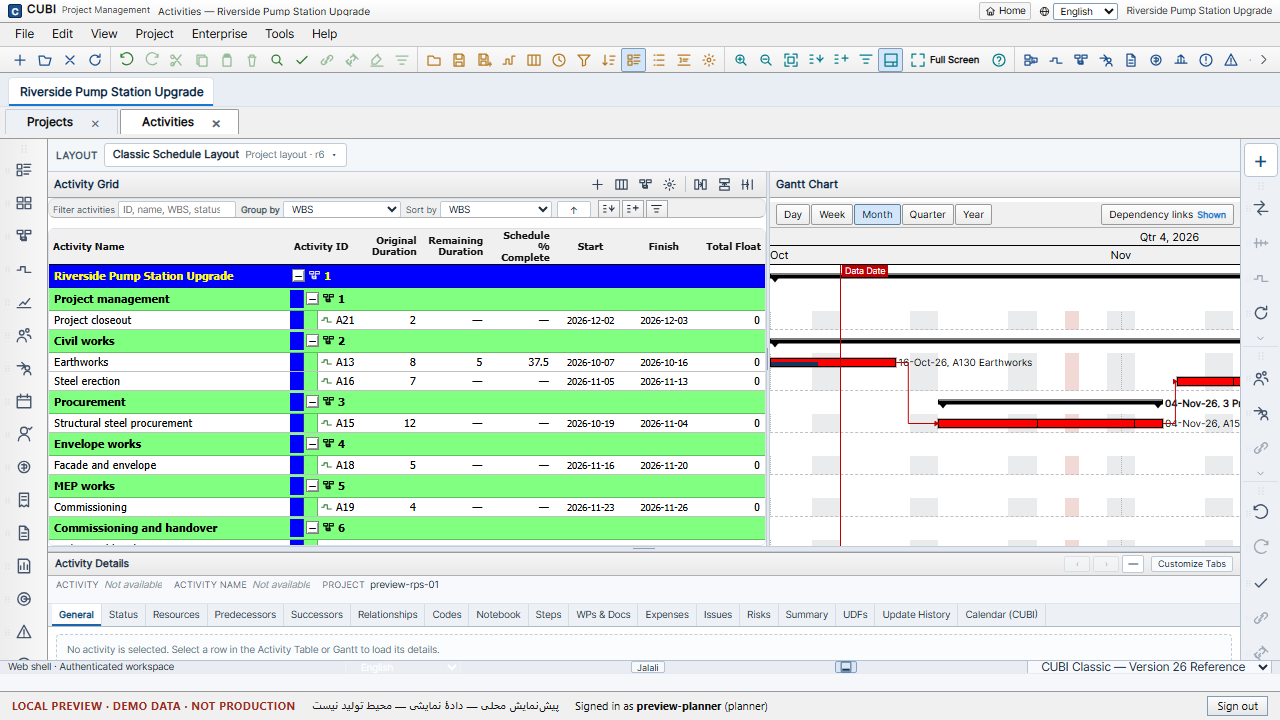 CUBI Project Management Activities — Riverside Pump Station Upgrade Home English Riverside Pump Station Upgrade
File Edit View Project Enterprise Tools Help
Full Screen
Riverside Pump Station Upgrade
Projects Activities
LAYOUT Classic Schedule Layout Project layout · r6
Activity Grid
Filter activities ID, name, WBS, status Group by WBS Sort by WBS
Activity Name Activity ID Original Duration Remaining Duration Schedule % Complete Start Finish Total Float
Riverside Pump Station Upgrade 1
Project management 1
Project closeout A21 2 — — 2026-12-02 2026-12-03 0
Civil works 2
Earthworks A13 8 5 37.5 2026-10-07 2026-10-16 0
Steel erection A16 7 — — 2026-11-05 2026-11-13 0
Procurement 3
Structural steel procurement A15 12 — — 2026-10-19 2026-11-04 0
Envelope works 4
Facade and envelope A18 5 — — 2026-11-16 2026-11-20 0
MEP works 5
Commissioning A19 4 — — 2026-11-23 2026-11-26 0
Commissioning and handover 6
Gantt Chart
Day Week Month Quarter Year Dependency links Shown
Qtr 4, 2026
Oct Nov
Data Date
16-Oct-26, A130 Earthworks
04-Nov-26, 3 Pr
04-Nov-26, A15
Activity Details Customize Tabs
ACTIVITY Not available ACTIVITY NAME Not available PROJECT preview-rps-01
General Status Resources Predecessors Successors Relationships Codes Notebook Steps WPs & Docs Expenses Issues Risks Summary UDFs Update History Calendar (CUBI)
No activity is selected. Select a row in the Activity Table or Gantt to load its details.
Web shell · Authenticated workspace English Jalali CUBI Classic — Version 26 Reference
LOCAL PREVIEW · DEMO DATA · NOT PRODUCTION پیش‌نمایش محلی — دادهٔ نمایشی — محیط تولید نیست Signed in as preview-planner (planner) Sign out